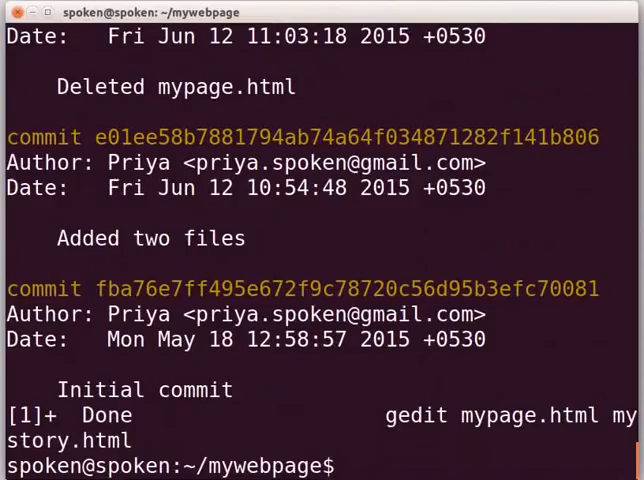 spoken@spoken: ~/mywebpage
Date:   Fri Jun 12 11:03:18 2015 +0530
Deleted mypage.html
commit e01ee58b7881794ab74a64f034871282f141b806
Author: Priya <priya.spoken@gmail.com>
Date:   Fri Jun 12 10:54:48 2015 +0530
Added two files
commit fba76e7ff495e672f9c78720c56d95b3efc70081
Author: Priya <priya.spoken@gmail.com>
Date:   Mon May 18 12:58:57 2015 +0530
Initial commit
[1]+  Done                    gedit mypage.html my
story.html
spoken@spoken:~/mywebpage$